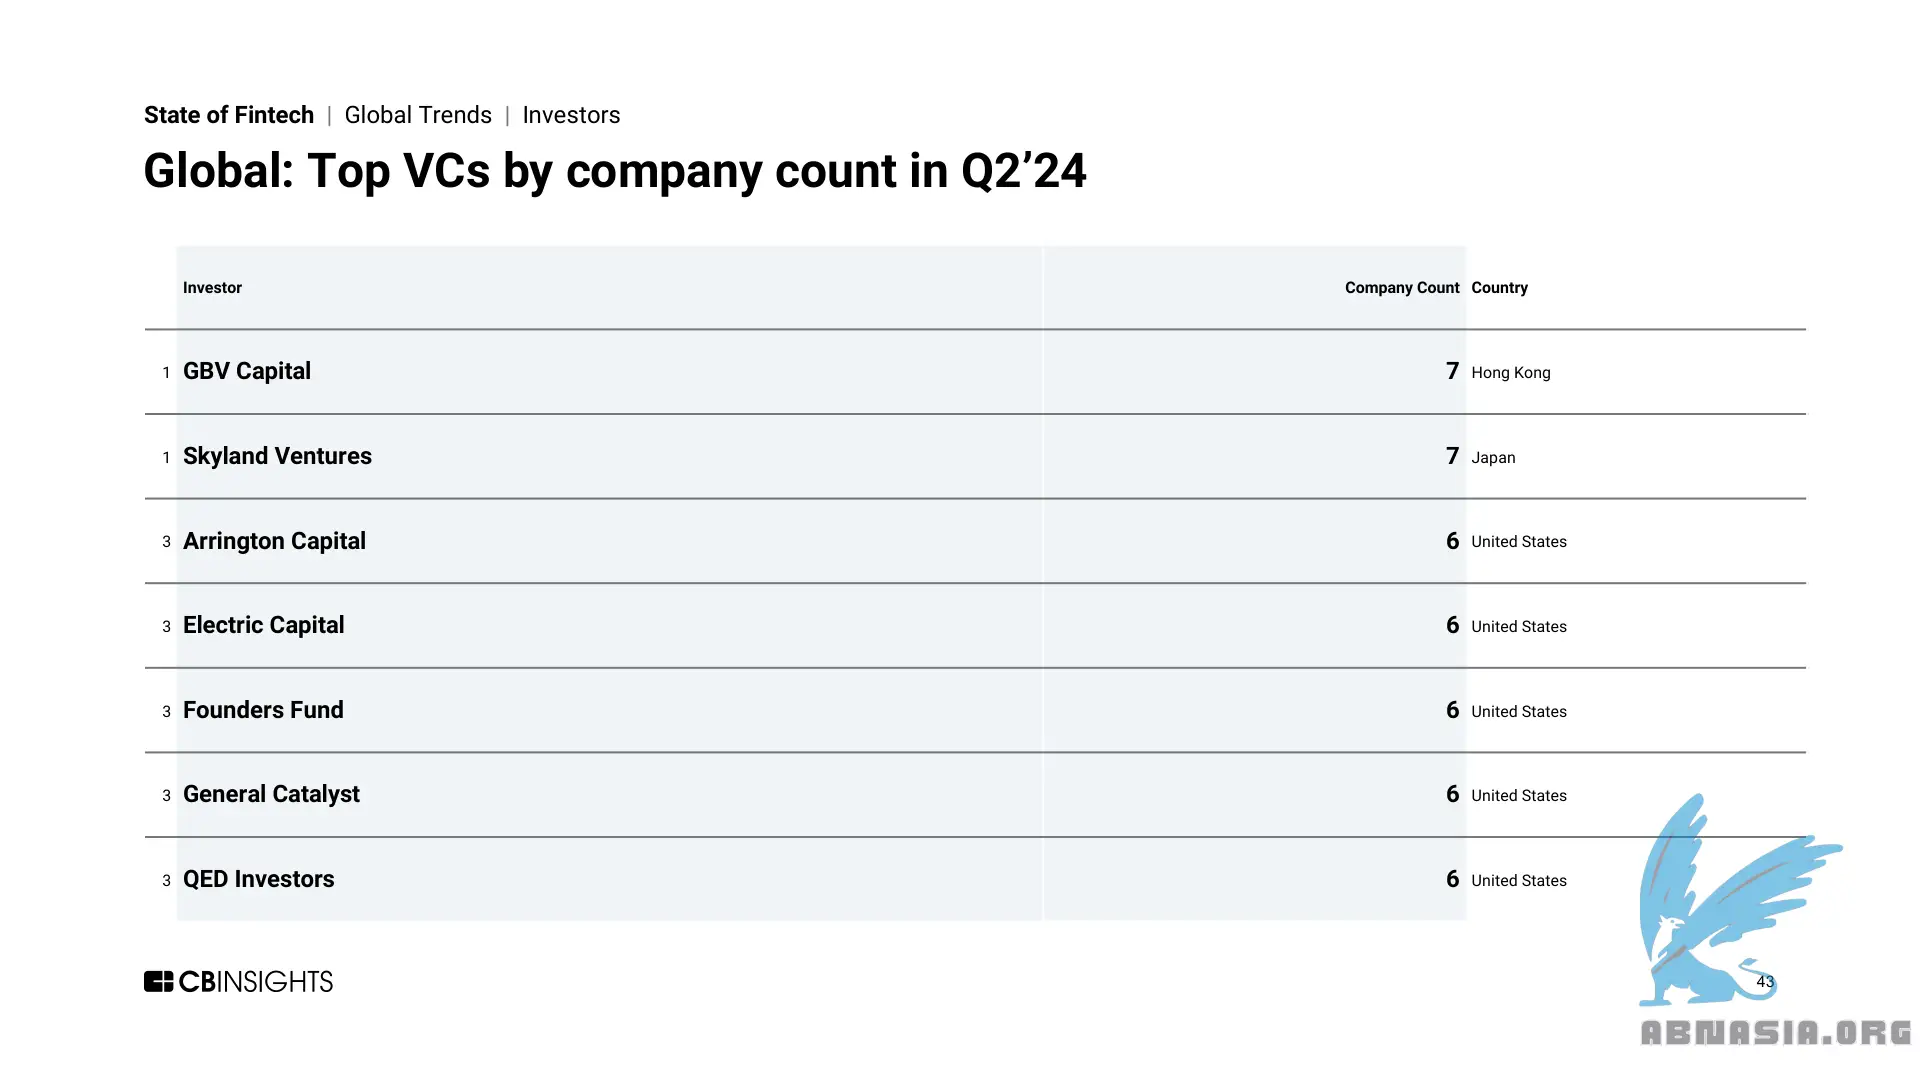 State of Fintech | Global Trends | Investors
Global: Top VCs by company count in Q2’24
Investor Company Count Country
1 GBV Capital 7 Hong Kong
1 Skyland Ventures 7 Japan
3 Arrington Capital 6 United States
3 Electric Capital 6 United States
3 Founders Fund 6 United States
3 General Catalyst 6 United States
3 QED Investors 6 United States
CBINSIGHTS
43
ABNASIA.ORG